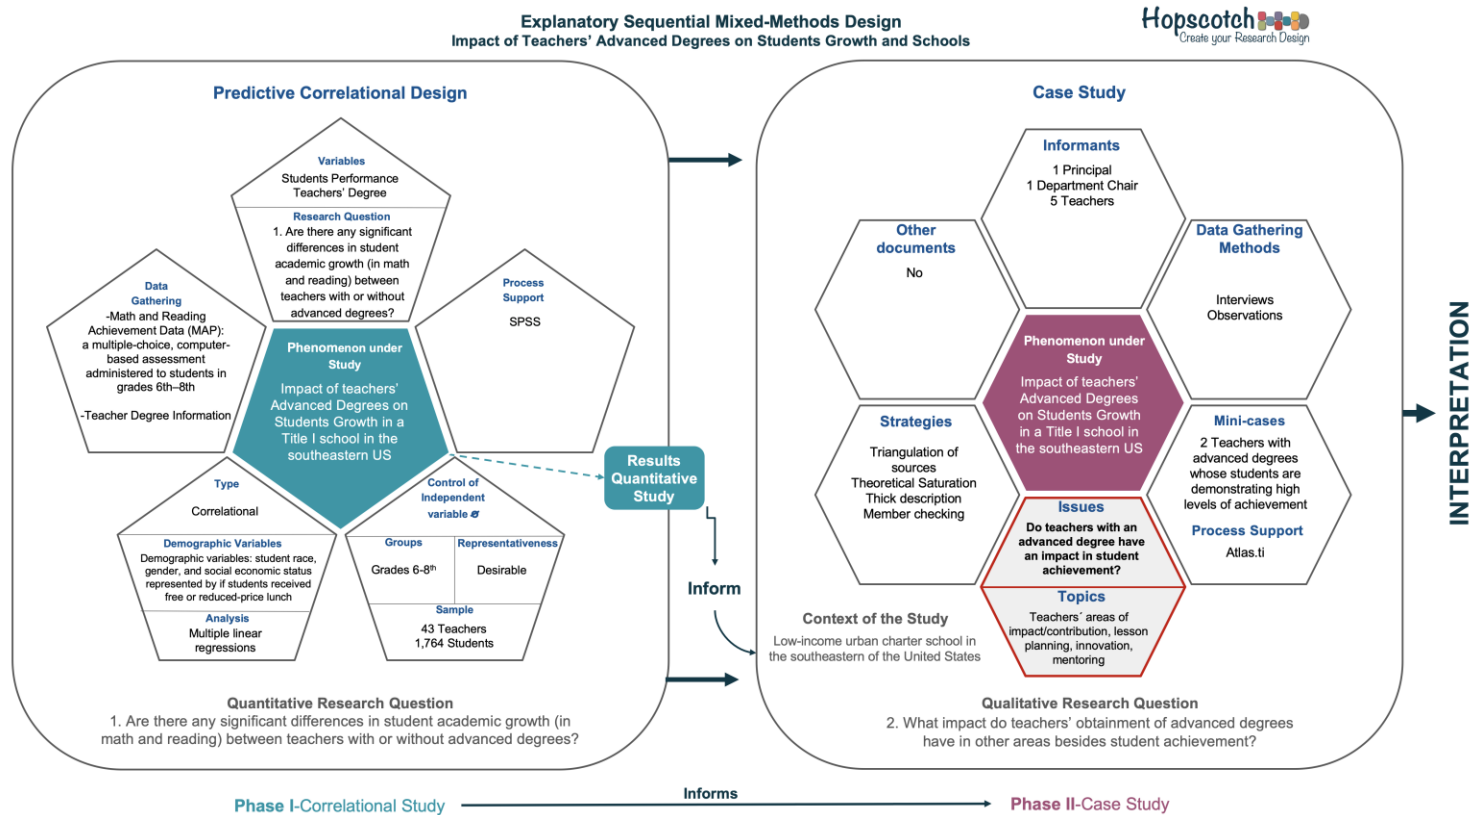 Explanatory Sequential Mixed-Methods Design
Impact of Teachers' Advanced Degrees on Students Growth and Schools
Hopscotch
Create your Research Design
Predictive Correlational Design
Variables
Students Performance
Teachers' Degree
Research Question
1. Are there any significant
differences in student
academic growth (in math
and reading) between
teachers with or without
advanced degrees?
Data
Gathering
-Math and Reading
Achievement Data (MAP):
a multiple-choice, computer-
based assessment
administered to students in
grades 6th–8th
-Teacher Degree Information
Process
Support
SPSS
Phenomenon under
Study
Impact of teachers'
Advanced Degrees on
Students Growth in a
Title I school in the
southeastern US
Type
Correlational
Demographic Variables
Demographic variables: student race,
gender, and social economic status
represented by if students received
free or reduced-price lunch
Analysis
Multiple linear
regressions
Control of
Independent
variable
Groups
Grades 6-8th
Representativeness
Desirable
Sample
43 Teachers
1,764 Students
Quantitative Research Question
1. Are there any significant differences in student academic growth (in
math and reading) between teachers with or without advanced degrees?
Results
Quantitative
Study
Inform
Case Study
Informants
1 Principal
1 Department Chair
5 Teachers
Other
documents
No
Data Gathering
Methods
Interviews
Observations
Phenomenon under
Study
Impact of teachers'
Advanced Degrees
on Students Growth
in a Title I school in
the southeastern US
Strategies
Triangulation of
sources
Theoretical Saturation
Thick description
Member checking
Mini-cases
2 Teachers with
advanced degrees
whose students are
demonstrating high
levels of achievement
Process Support
Atlas.ti
Issues
Do teachers with an
advanced degree have
an impact in student
achievement?
Topics
Teachers´ areas of
impact/contribution, lesson
planning, innovation,
mentoring
Context of the Study
Low-income urban charter school in
the southeastern of the United States
Qualitative Research Question
2. What impact do teachers' obtainment of advanced degrees
have in other areas besides student achievement?
INTERPRETATION
Phase I-Correlational Study
Informs
Phase II-Case Study